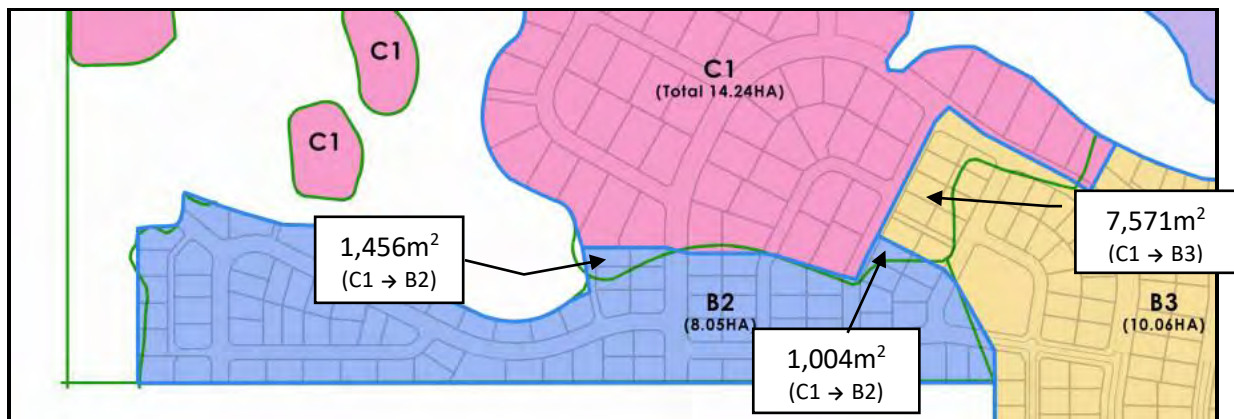 C1
C1
(Total 14.24HA)
C1
1,456m²
(C1 → B2)
7,571m²
(C1 → B3)
B2
(8.05HA)
B3
(10.06HA)
1,004m²
(C1 → B2)